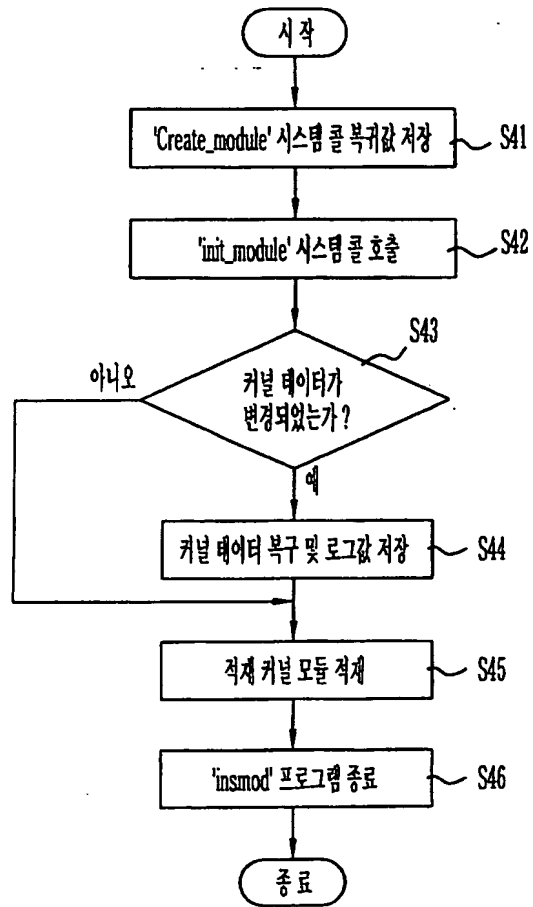 시작
'Create_module' 시스템 콜 복귀값 저장
S41
'init_module' 시스템 콜 호출
S42
S43
아니오
커널 데이터가
변경되었는가?
예
커널 데이터 복구 및 로그값 저장
S44
적재 커널 모듈 적재
S45
'insmod' 프로그램 종료
S46
종료